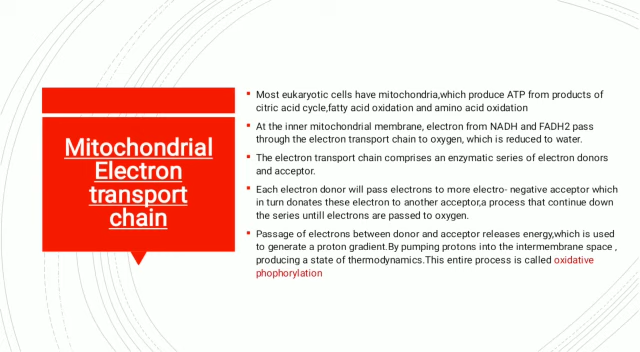 Mitochondrial
Electron
transport
chain
Most eukaryotic cells have mitochondria,which produce ATP from products of
citric acid cycle,fatty acid oxidation and amino acid oxidation
At the inner mitochondrial membrane, electron from NADH and FADH2 pass
through the electron transport chain to oxygen, which is reduced to water.
The electron transport chain comprises an enzymatic series of electron donors
and acceptor.
Each electron donor will pass electrons to more electro- negative acceptor which
in turn donates these electron to another acceptor,a process that continue down
the series untill electrons are passed to oxygen.
Passage of electrons between donor and acceptor releases energy,which is used
to generate a proton gradient.By pumping protons into the intermembrane space ,
producing a state of thermodynamics.This entire process is called oxidative
phophorylation